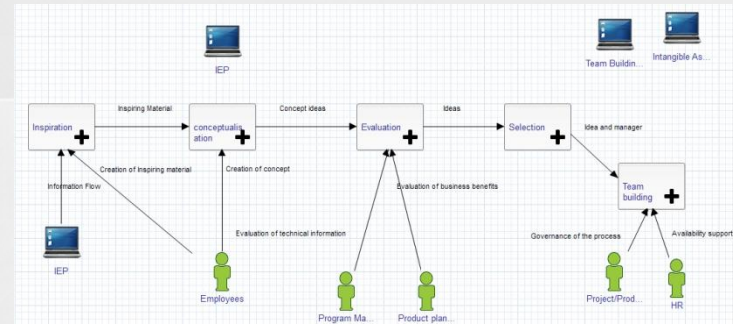 IEP
Team Buildin...
Intangible As...
Inspiration
Inspiring Material
conceptualis
ation
Concept ideas
Evaluation
Ideas
Selection
Idea and manager
Team
building
Creation of Inspiring material
Creation of concept
Information Flow
Evaluation of business benefits
Evaluation of technical information
Governance of the process
Availability support
IEP
Employees
Program Ma...
Product plan...
Project/Prod...
HR